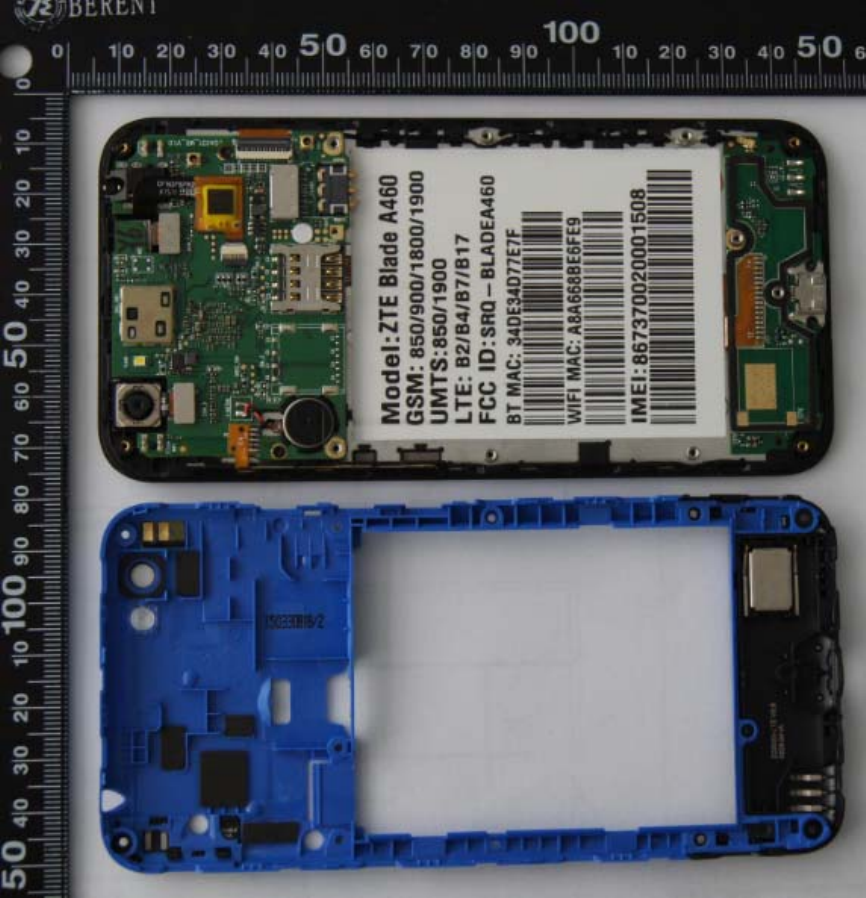 BERENT
0 10 20 30 40 50 60 70 80 90 100 10 20 30 40 50 6
0
10
20
30
40
50
60
70
80
90
100
10
20
30
40
50
Model:ZTE Blade A460
GSM: 850/900/1800/1900
UMTS:850/1900
LTE: B2/B4/B7/B17
FCC ID:SRQ-BLADEA460
BT MAC: 34DE34D77E7F
WIFI MAC: A8A668BE6FE9
IMEI:867370020001508